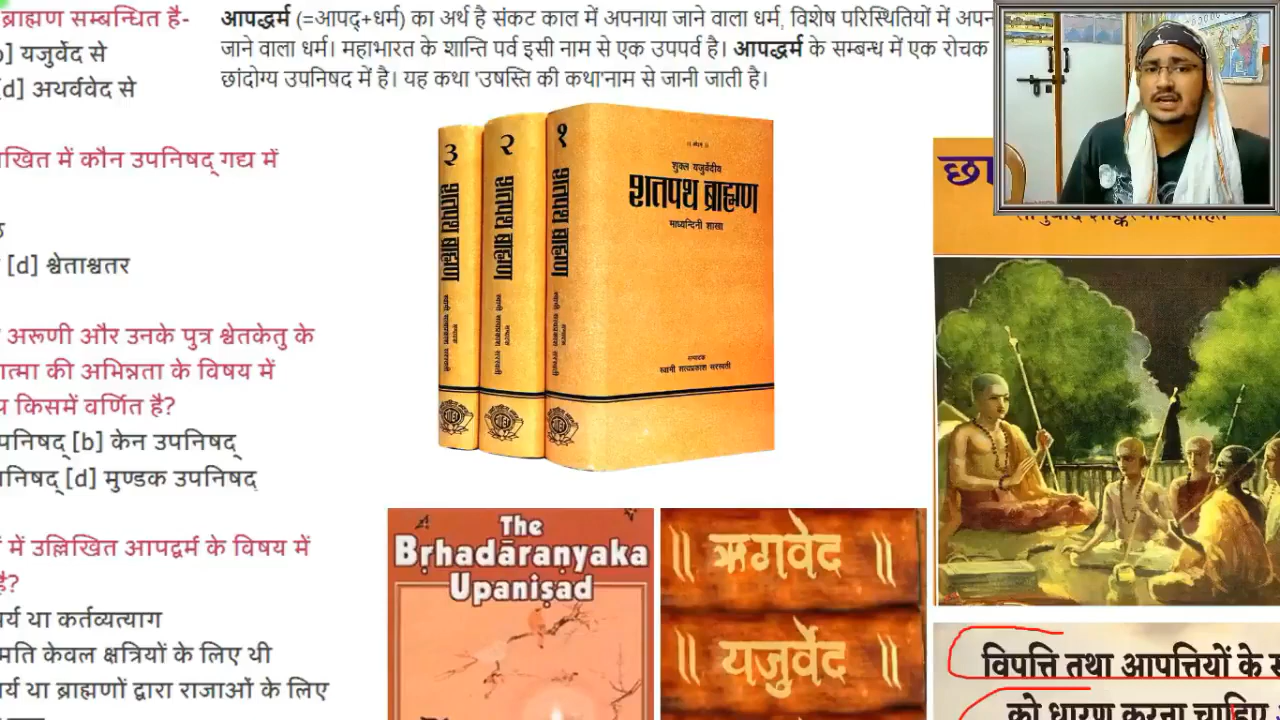 ब्राह्मण सम्बन्धित है-
] यजुर्वेद से
[d] अथर्ववेद से
खित में कौन उपनिषद् गद्य में
[d] श्वेताश्वतर
अरूणी और उनके पुत्र श्वेतकेतु के
त्मा की अभिन्नता के विषय में
किसमें वर्णित है?
पनिषद् [b] केन उपनिषद्
निषद् [d] मुण्डक उपनिषद्
में उल्लिखित आपद्वर्म के विषय में
है?
र्य था कर्तव्यत्याग
मति केवल क्षत्रियों के लिए थी
र्य था ब्राह्मणों द्वारा राजाओं के लिए
आपद्धर्म (=आपद्+धर्म) का अर्थ है संकट काल में अपनाया जाने वाला धर्म, विशेष परिस्थितियों में अपन
जाने वाला धर्म। महाभारत के शान्ति पर्व इसी नाम से एक उपपर्व है। आपद्धर्म के सम्बन्ध में एक रोचक
छांदोग्य उपनिषद में है। यह कथा 'उषस्ति की कथा'नाम से जानी जाती है।
३
शतपथ ब्राह्मण
२
शतपथ ब्राह्मण
१
शतपथ ब्राह्मण
शुक्ल यजुर्वेदीय
शतपथ ब्राह्मण
माध्यन्दिनी शाखा
सम्पादक
स्वामी सत्यप्रकाश सरस्वती
The
Bṛhadāraṇyaka
Upaniṣad
॥ ऋगवेद ॥
॥ यजुर्वेद ॥
छा
विपत्ति तथा आपत्तियों के
को धारण करना चाहिए